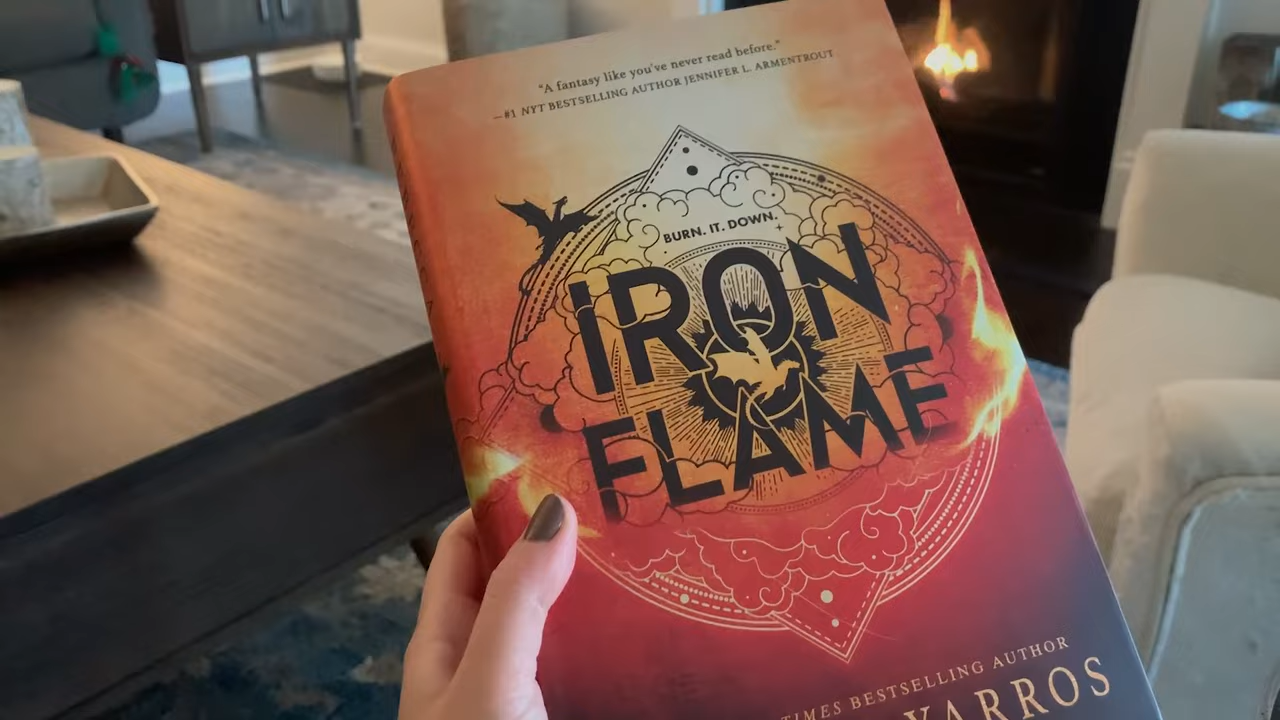 "A fantasy like you've never read before."
—#1 NYT BESTSELLING AUTHOR JENNIFER L. ARMENTROUT
BURN. IT. DOWN.
IRON
FLAME
TIMES BESTSELLING AUTHOR
YARROS